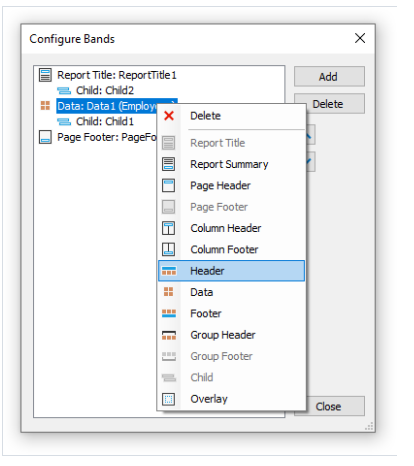 Configure Bands
Report Title: ReportTitle1
Child: Child2
Data: Data1 (Employ
Child: Child1
Page Footer: PageFo
Add
Delete
Delete
Report Title
Report Summary
Page Header
Page Footer
Column Header
Column Footer
Header
Data
Footer
Group Header
Group Footer
Child
Overlay
Close